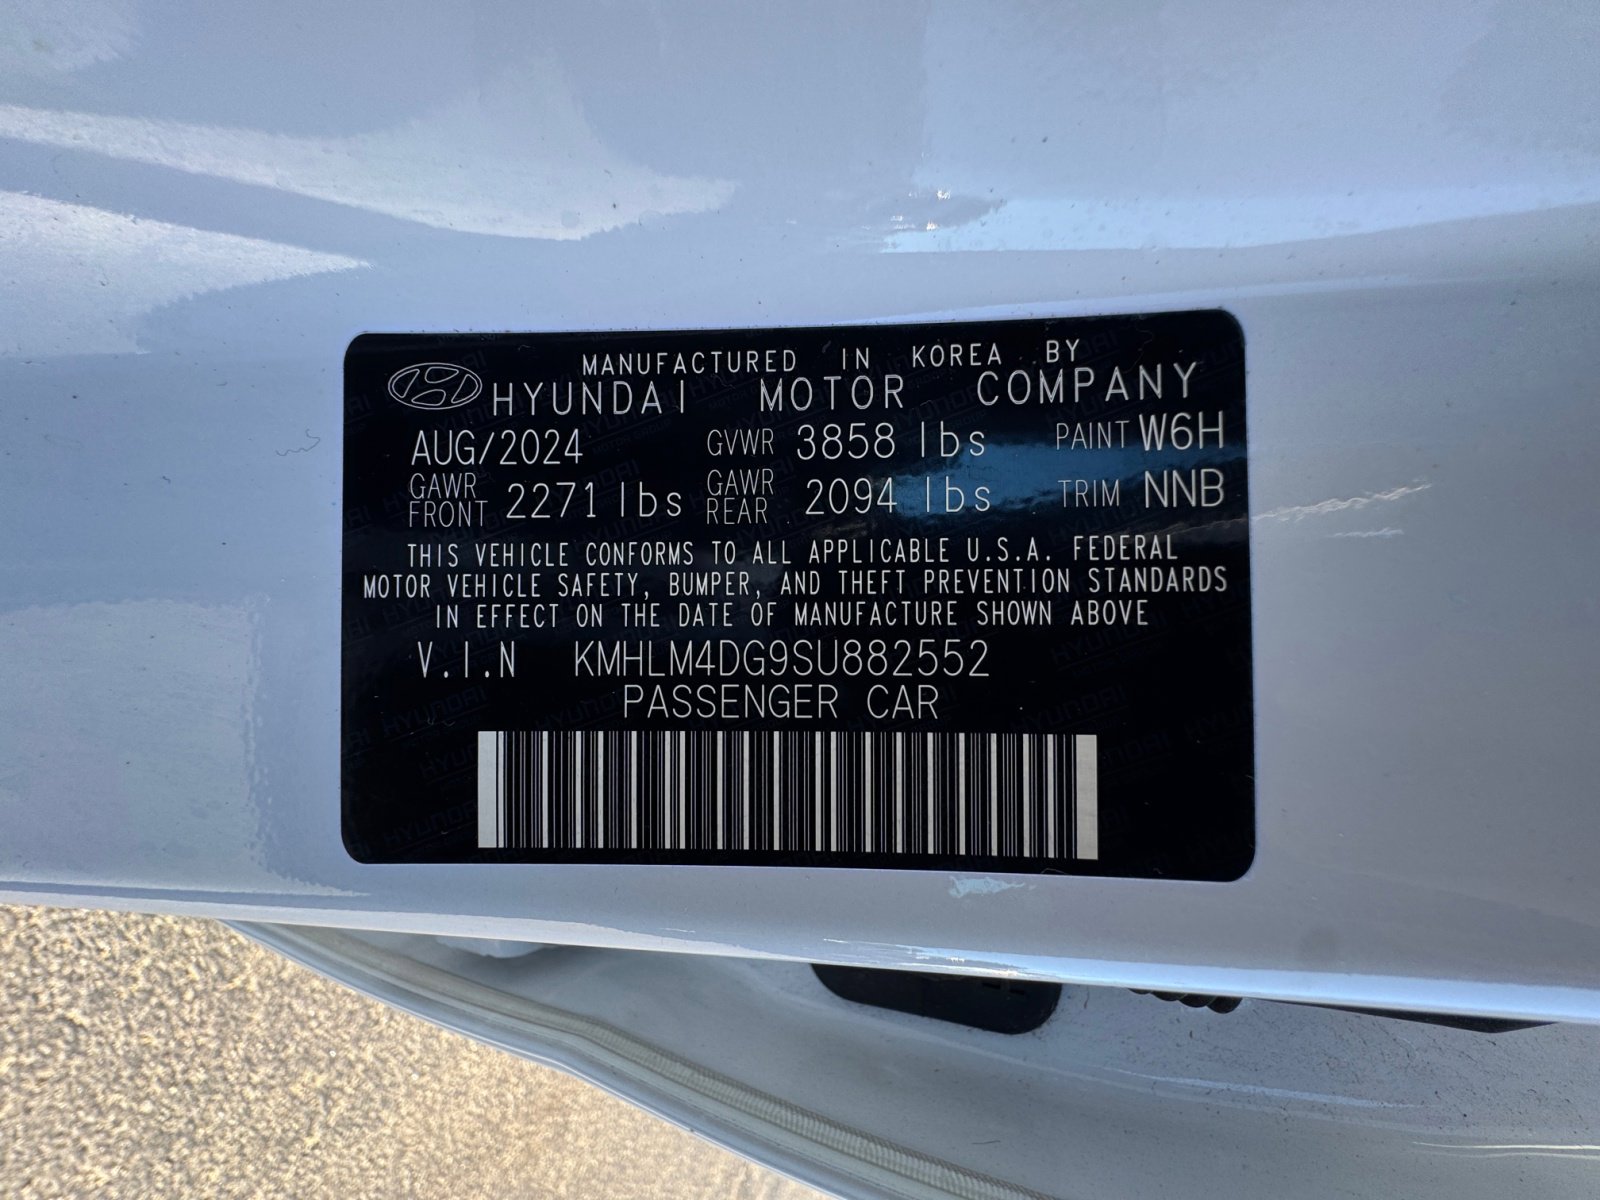 MANUFACTURED IN KOREA BY
HYUNDAI MOTOR COMPANY
AUG/2024 GVWR 3858 lbs PAINT W6H
GAWR FRONT 2271 lbs GAWR REAR 2094 lbs TRIM NNB
THIS VEHICLE CONFORMS TO ALL APPLICABLE U.S.A. FEDERAL
MOTOR VEHICLE SAFETY, BUMPER, AND THEFT PREVENTION STANDARDS
IN EFFECT ON THE DATE OF MANUFACTURE SHOWN ABOVE
V.I.N KMHLM4DG9SU882552
PASSENGER CAR